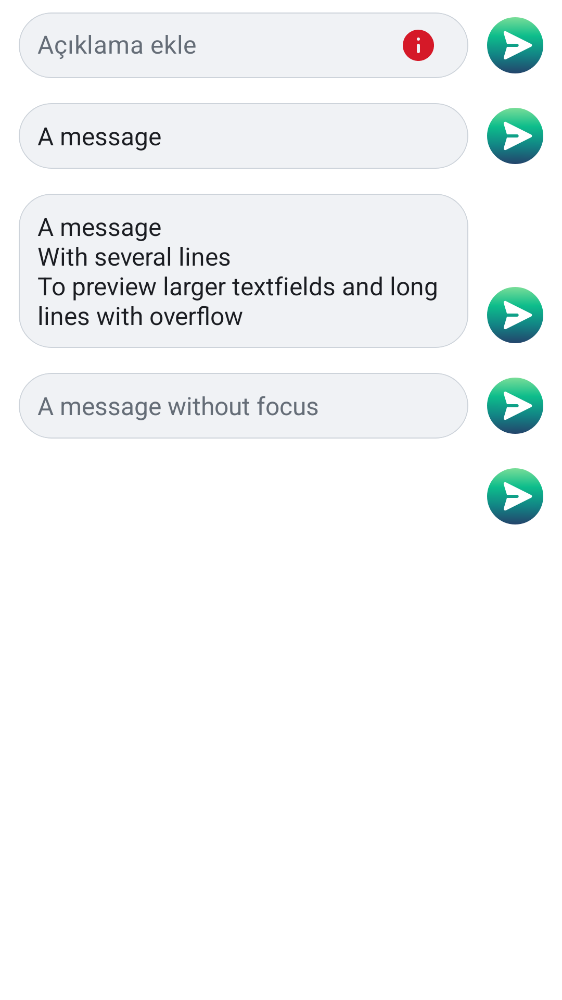 Açıklama ekle
A message
A message
With several lines
To preview larger textfields and long
lines with overflow
A message without focus